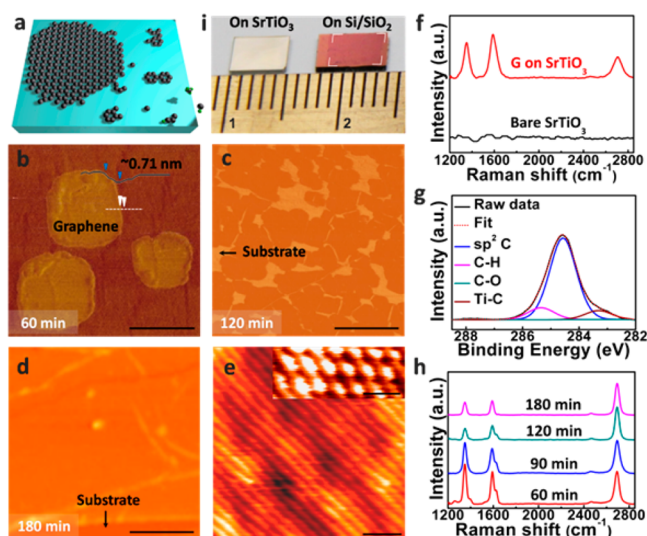 a
i
On SrTiO₃
On Si/SiO₂
1
2
f
Intensity (a.u.)
G on SrTiO₃
Bare SrTiO₃
1200 1600 2000 2400 2800
Raman shift (cm⁻¹)
b
~0.71 nm
Graphene
60 min
c
Substrate
120 min
g
Intensity (a.u.)
Raw data
Fit
sp² C
C-H
C-O
Ti-C
288 286 284 282
Binding Energy (eV)
d
Substrate
180 min
e
h
Intensity (a.u.)
180 min
120 min
90 min
60 min
1200 1600 2000 2400 2800
Raman shift (cm⁻¹)